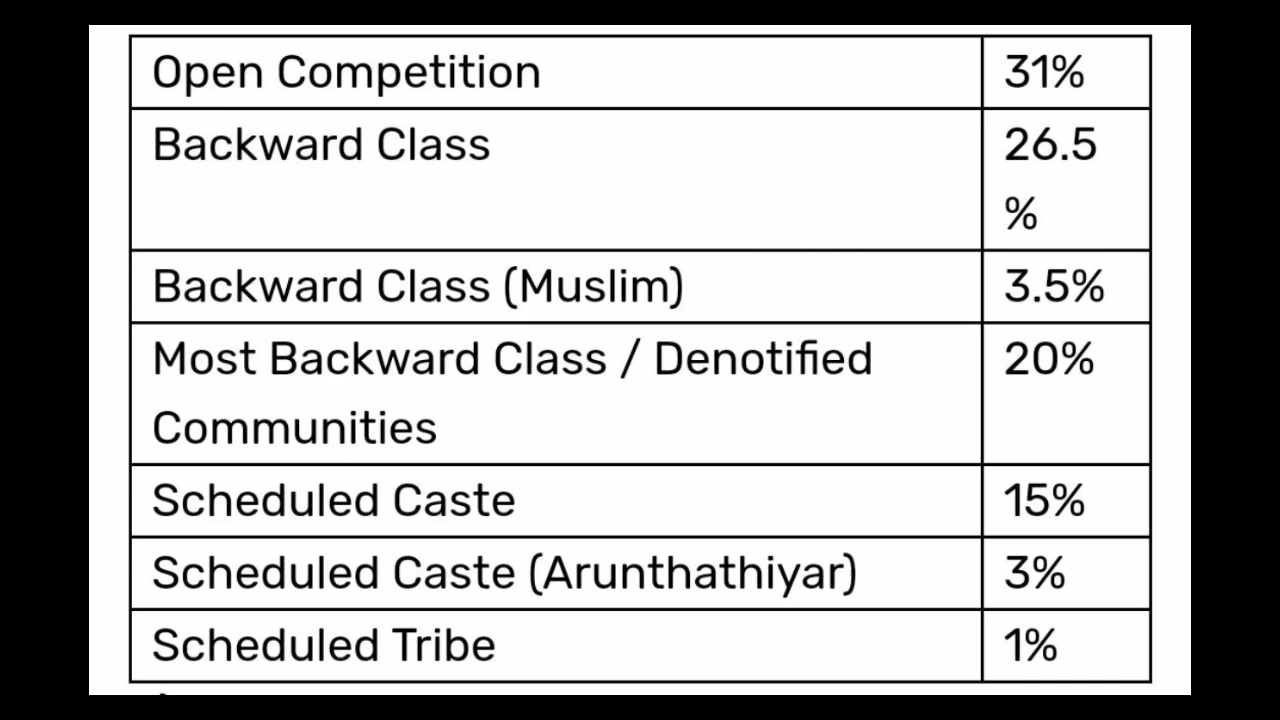 Open Competition 31%
Backward Class 26.5
%
Backward Class (Muslim) 3.5%
Most Backward Class / Denotified 20%
Communities
Scheduled Caste 15%
Scheduled Caste (Arunthathiyar) 3%
Scheduled Tribe 1%